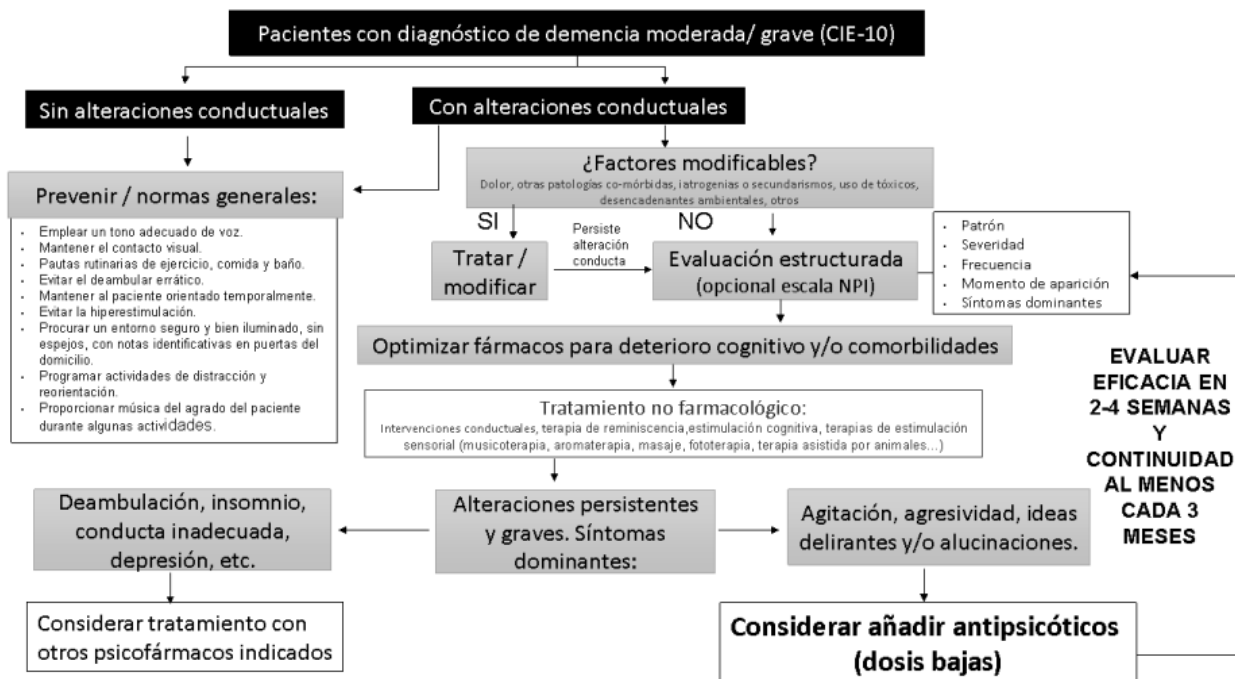 Pacientes con diagnóstico de demencia moderada/ grave (CIE-10)
Sin alteraciones conductuales
Con alteraciones conductuales
¿Factores modificables?
Dolor, otras patologías co-mórbidas, iatrogenias o secundarismos, uso de tóxicos,
desencadenantes ambientales, otros
Prevenir / normas generales:
• Emplear un tono adecuado de voz.
• Mantener el contacto visual.
• Pautas rutinarias de ejercicio, comida y baño.
• Evitar el deambular errático.
• Mantener al paciente orientado temporalmente.
• Evitar la hiperestimulación.
• Procurar un entorno seguro y bien iluminado, sin
espejos, con notas identificativas en puertas del
domicilio.
• Programar actividades de distracción y
reorientación.
• Proporcionar música del agrado del paciente
durante algunas actividades.
SI
NO
Tratar /
modificar
Persiste
alteración
conducta
Evaluación estructurada
(opcional escala NPI)
• Patrón
• Severidad
• Frecuencia
• Momento de aparición
• Síntomas dominantes
Optimizar fármacos para deterioro cognitivo y/o comorbilidades
Tratamiento no farmacológico:
Intervenciones conductuales, terapia de reminiscencia,estimulación cognitiva, terapias de estimulación
sensorial (musicoterapia, aromaterapia, masaje, fototerapia, terapia asistida por animales...)
EVALUAR
EFICACIA EN
2-4 SEMANAS
Y
CONTINUIDAD
AL MENOS
CADA 3
MESES
Deambulación, insomnio,
conducta inadecuada,
depresión, etc.
Alteraciones persistentes
y graves. Síntomas
dominantes:
Agitación, agresividad, ideas
delirantes y/o alucinaciones.
Considerar tratamiento con
otros psicofármacos indicados
Considerar añadir antipsicóticos
(dosis bajas)